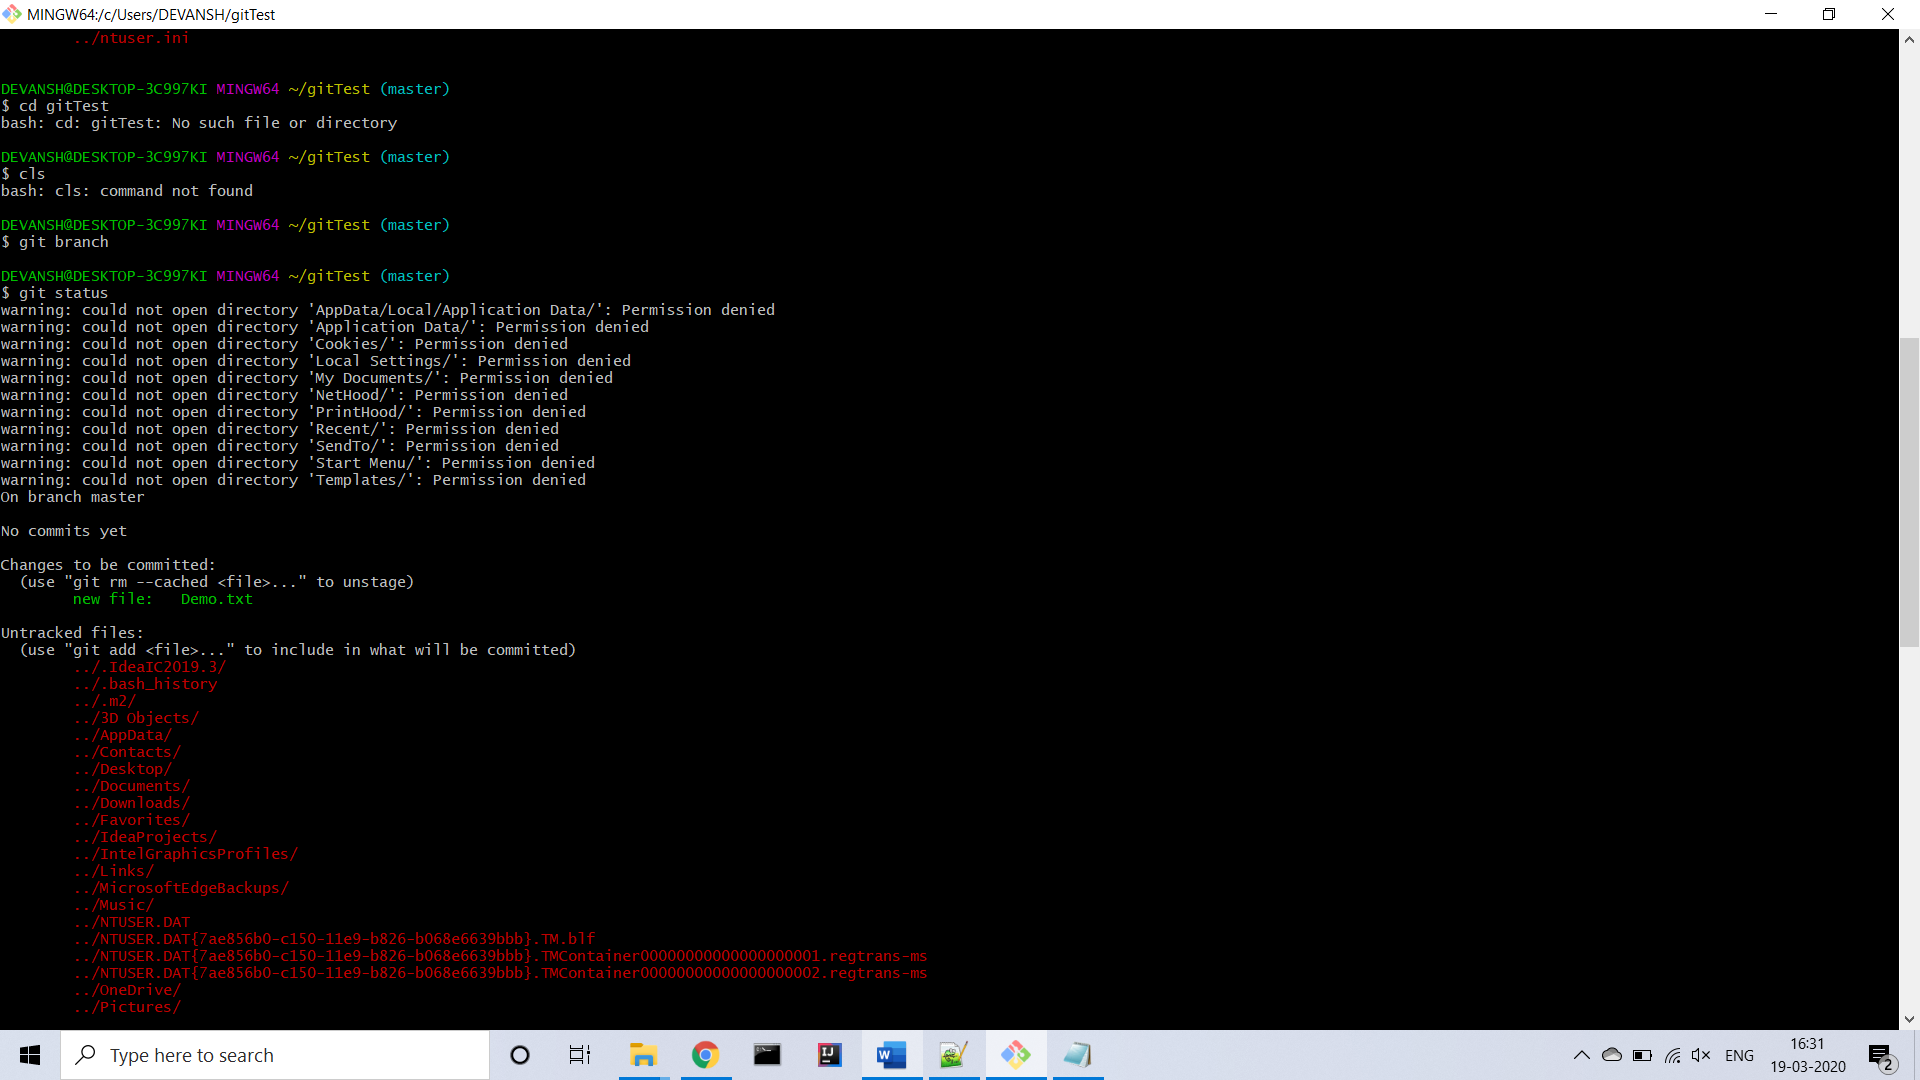 MINGW64:/c/Users/DEVANSH/gitTest
../ntuser.ini
DEVANSH@DESKTOP-3C997KI MINGW64 ~/gitTest (master)
$ cd gitTest
bash: cd: gitTest: No such file or directory
DEVANSH@DESKTOP-3C997KI MINGW64 ~/gitTest (master)
$ cls
bash: cls: command not found
DEVANSH@DESKTOP-3C997KI MINGW64 ~/gitTest (master)
$ git branch
DEVANSH@DESKTOP-3C997KI MINGW64 ~/gitTest (master)
$ git status
warning: could not open directory 'AppData/Local/Application Data/': Permission denied
warning: could not open directory 'Application Data/': Permission denied
warning: could not open directory 'Cookies/': Permission denied
warning: could not open directory 'Local Settings/': Permission denied
warning: could not open directory 'My Documents/': Permission denied
warning: could not open directory 'NetHood/': Permission denied
warning: could not open directory 'PrintHood/': Permission denied
warning: could not open directory 'Recent/': Permission denied
warning: could not open directory 'SendTo/': Permission denied
warning: could not open directory 'Start Menu/': Permission denied
warning: could not open directory 'Templates/': Permission denied
On branch master
No commits yet
Changes to be committed:
(use "git rm --cached <file>..." to unstage)
new file:   Demo.txt
Untracked files:
(use "git add <file>..." to include in what will be committed)
../.IdeaIC2019.3/
../.bash_history
../.m2/
../3D Objects/
../AppData/
../Contacts/
../Desktop/
../Documents/
../Downloads/
../Favorites/
../IdeaProjects/
../IntelGraphicsProfiles/
../Links/
../MicrosoftEdgeBackups/
../Music/
../NTUSER.DAT
../NTUSER.DAT{7ae856b0-c150-11e9-b826-b068e6639bbb}.TM.blf
../NTUSER.DAT{7ae856b0-c150-11e9-b826-b068e6639bbb}.TMContainer00000000000000000001.regtrans-ms
../NTUSER.DAT{7ae856b0-c150-11e9-b826-b068e6639bbb}.TMContainer00000000000000000002.regtrans-ms
../OneDrive/
../Pictures/
Type here to search
IJ
W
ENG
16:31
19-03-2020
2